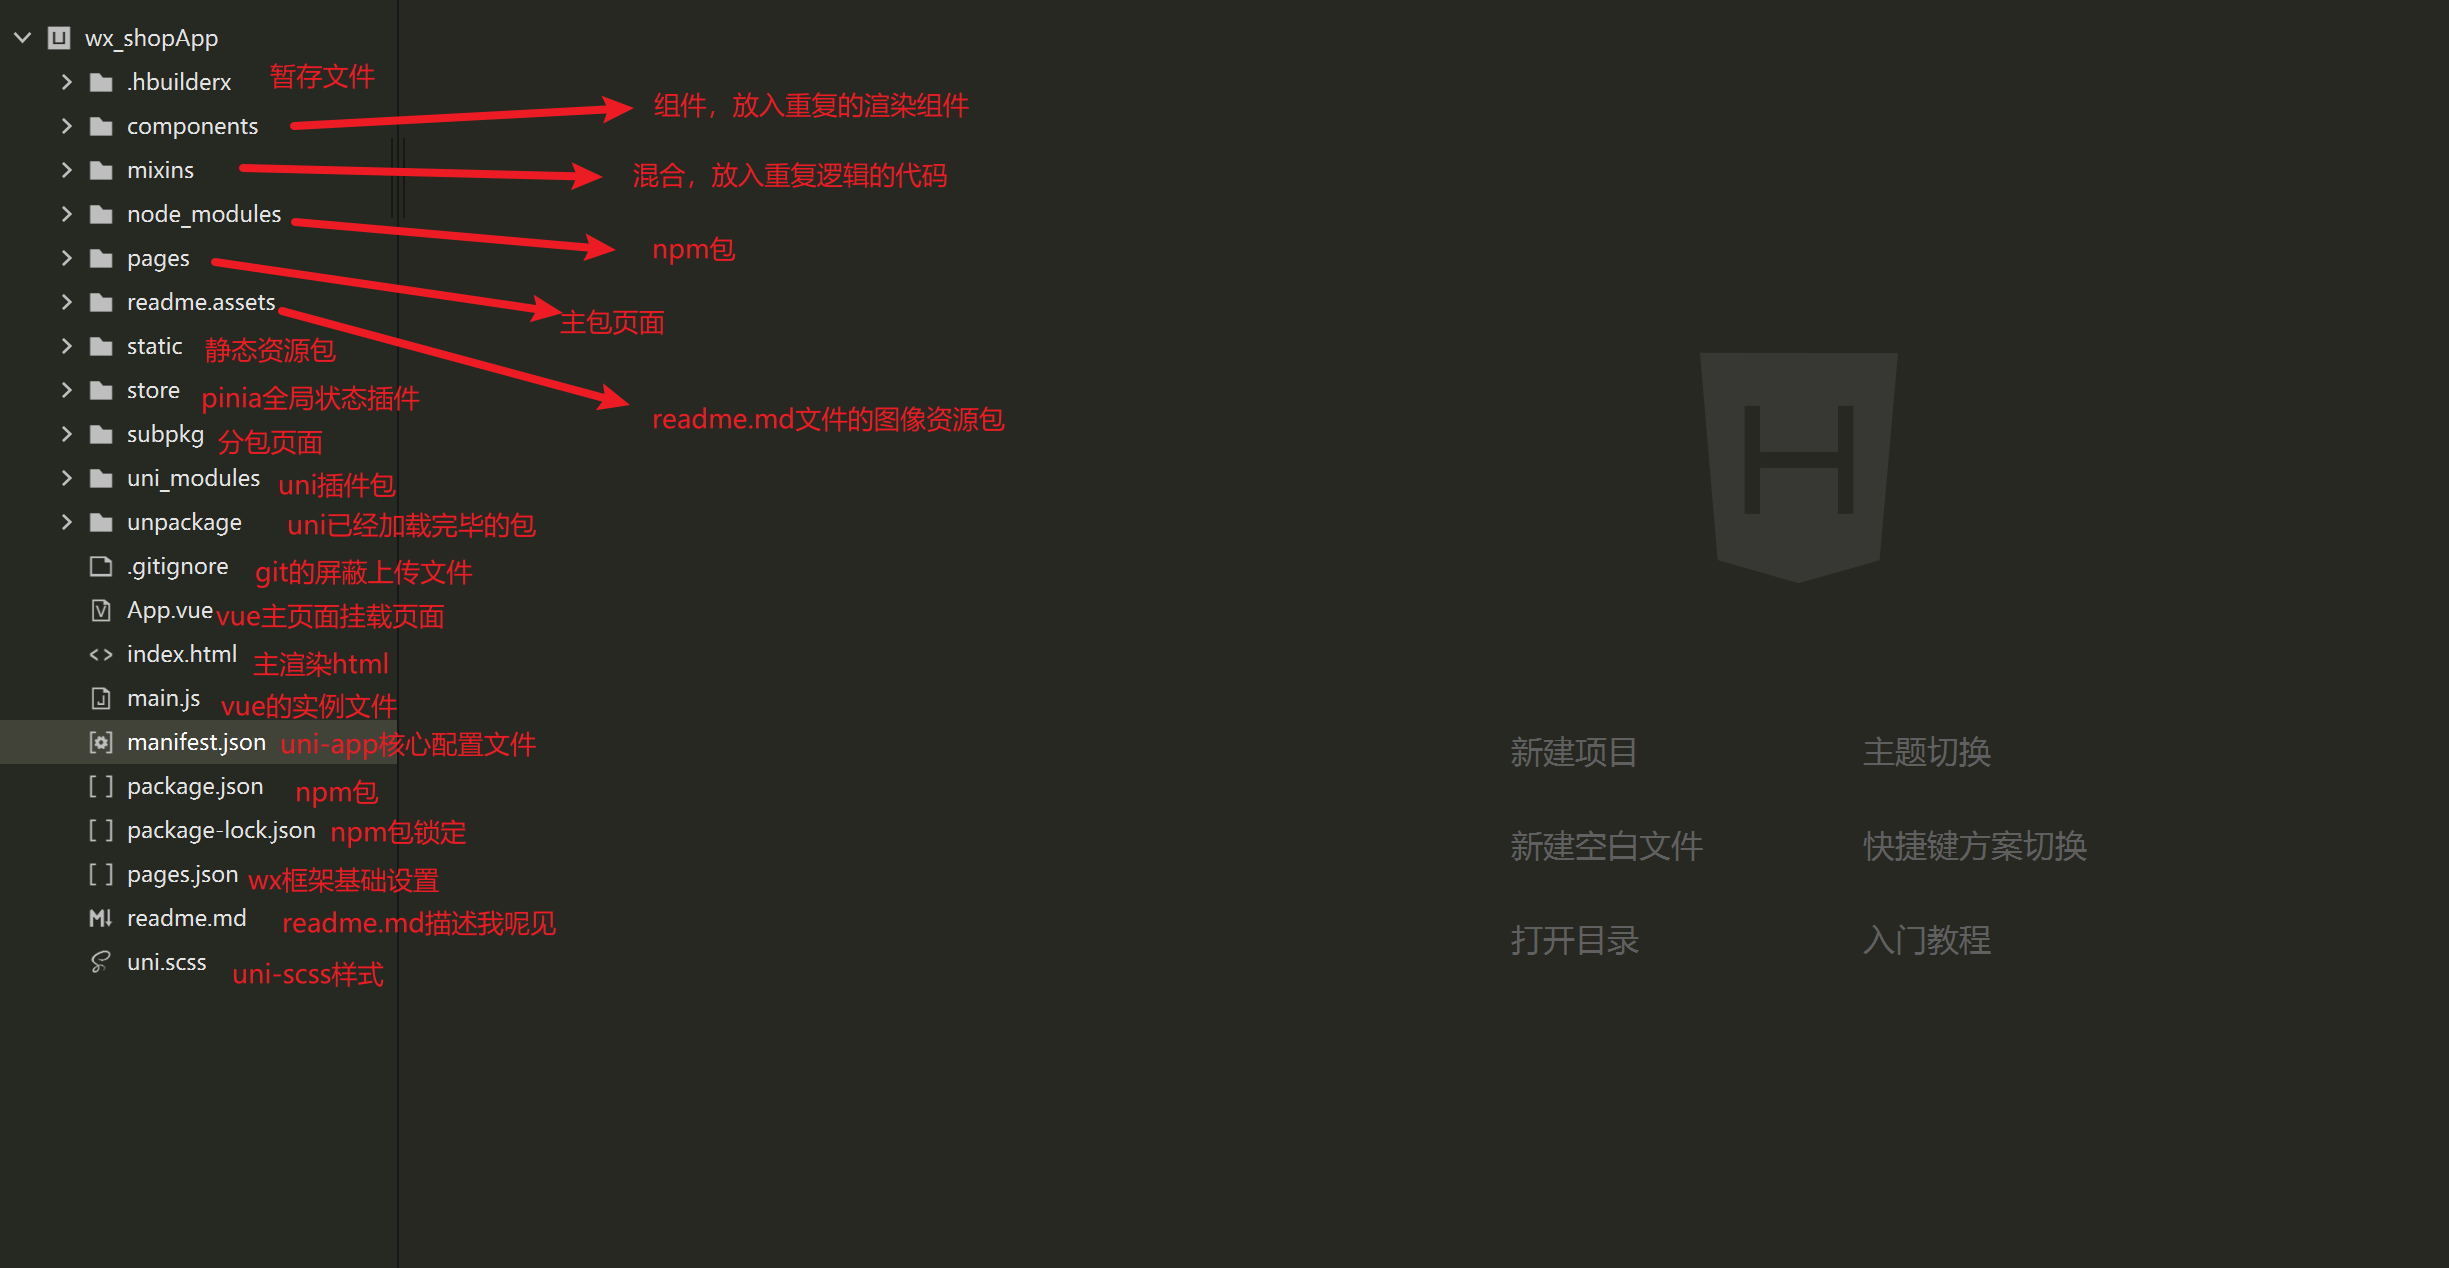 wx_shopApp
.hbuilderx 暂存文件
components 组件，放入重复的渲染组件
mixins 混合，放入重复逻辑的代码
node_modules npm包
pages 主包页面
readme.assets readme.md文件的图像资源包
static 静态资源包
store pinia全局状态插件
subpkg 分包页面
uni_modules uni插件包
unpackage uni已经加载完毕的包
.gitignore git的屏蔽上传文件
App.vue vue主页面挂载页面
index.html 主渲染html
main.js vue的实例文件
manifest.json uni-app核心配置文件
package.json npm包
package-lock.json npm包锁定
pages.json wx框架基础设置
readme.md readme.md描述我呢见
uni.scss uni-scss样式
H
新建项目 主题切换
新建空白文件 快捷键方案切换
打开目录 入门教程